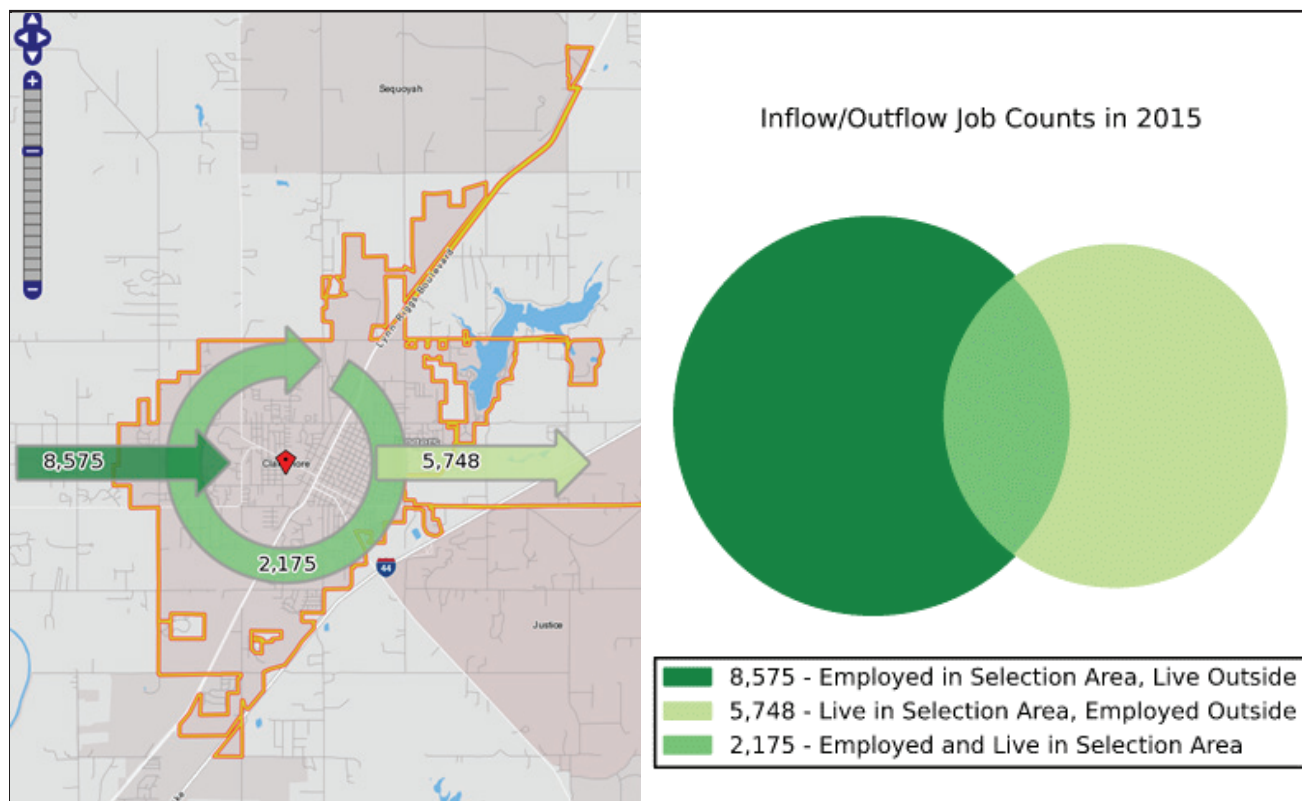 Sequoyah
Lynn Riggs Boulevard
8,575
5,748
2,175
44
Justice
Inflow/Outflow Job Counts in 2015
8,575 - Employed in Selection Area, Live Outside
5,748 - Live in Selection Area, Employed Outside
2,175 - Employed and Live in Selection Area